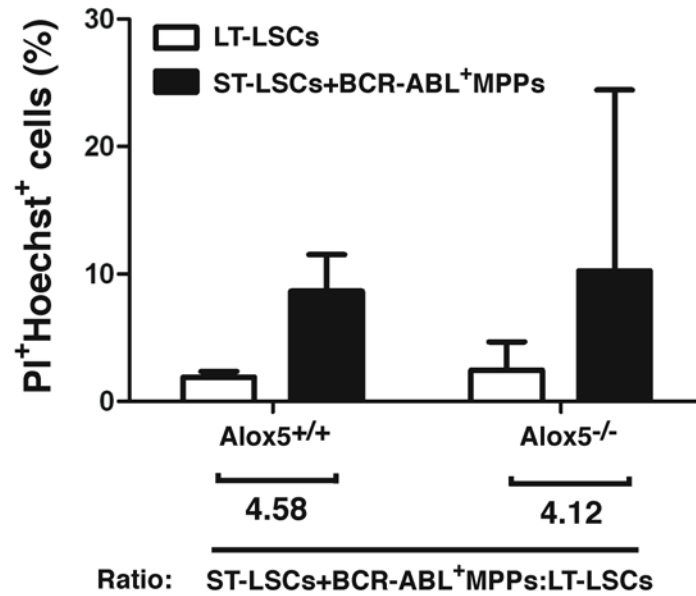 PI⁺Hoechst⁺ cells (%)
30
20
10
0
LT-LSCs
ST-LSCs+BCR-ABL⁺MPPs
Alox5+/+
Alox5-/-
4.58
4.12
Ratio: ST-LSCs+BCR-ABL⁺MPPs:LT-LSCs